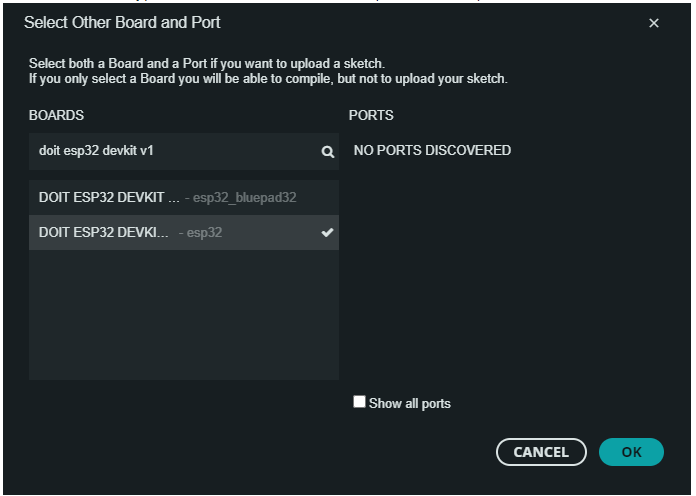 Select Other Board and Port
Select both a Board and a Port if you want to upload a sketch.
If you only select a Board you will be able to compile, but not to upload your sketch.
BOARDS
PORTS
doit esp32 devkit v1
NO PORTS DISCOVERED
DOIT ESP32 DEVKIT ... - esp32_bluepad32
DOIT ESP32 DEVKI... - esp32
Show all ports
CANCEL
OK